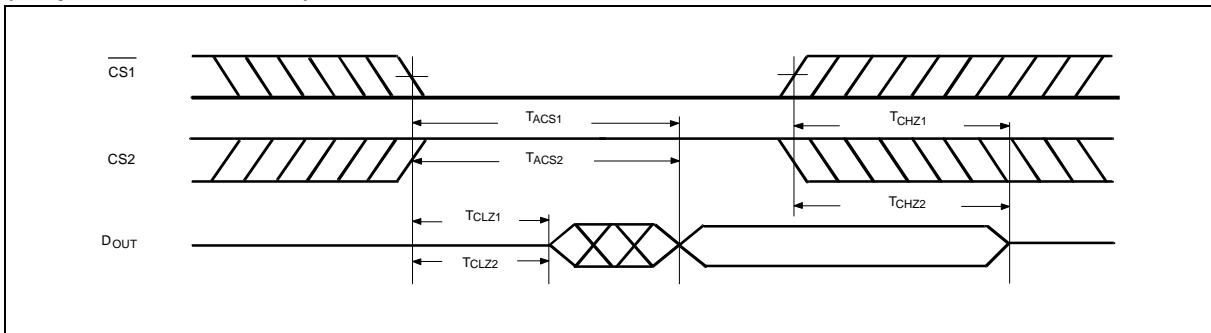 CS1
TACS1
TCHZ1
CS2
TACS2
TCHZ2
TCLZ1
DOUT
TCLZ2